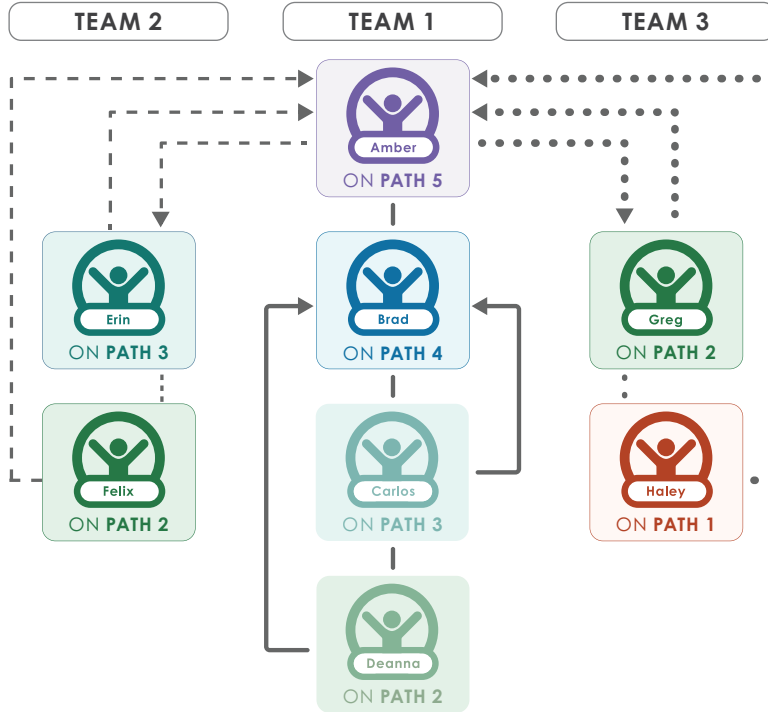 TEAM 2
TEAM 1
TEAM 3
Amber
ON PATH 5
Erin
ON PATH 3
Brad
ON PATH 4
Greg
ON PATH 2
Felix
ON PATH 2
Carlos
ON PATH 3
Haley
ON PATH 1
Deanna
ON PATH 2